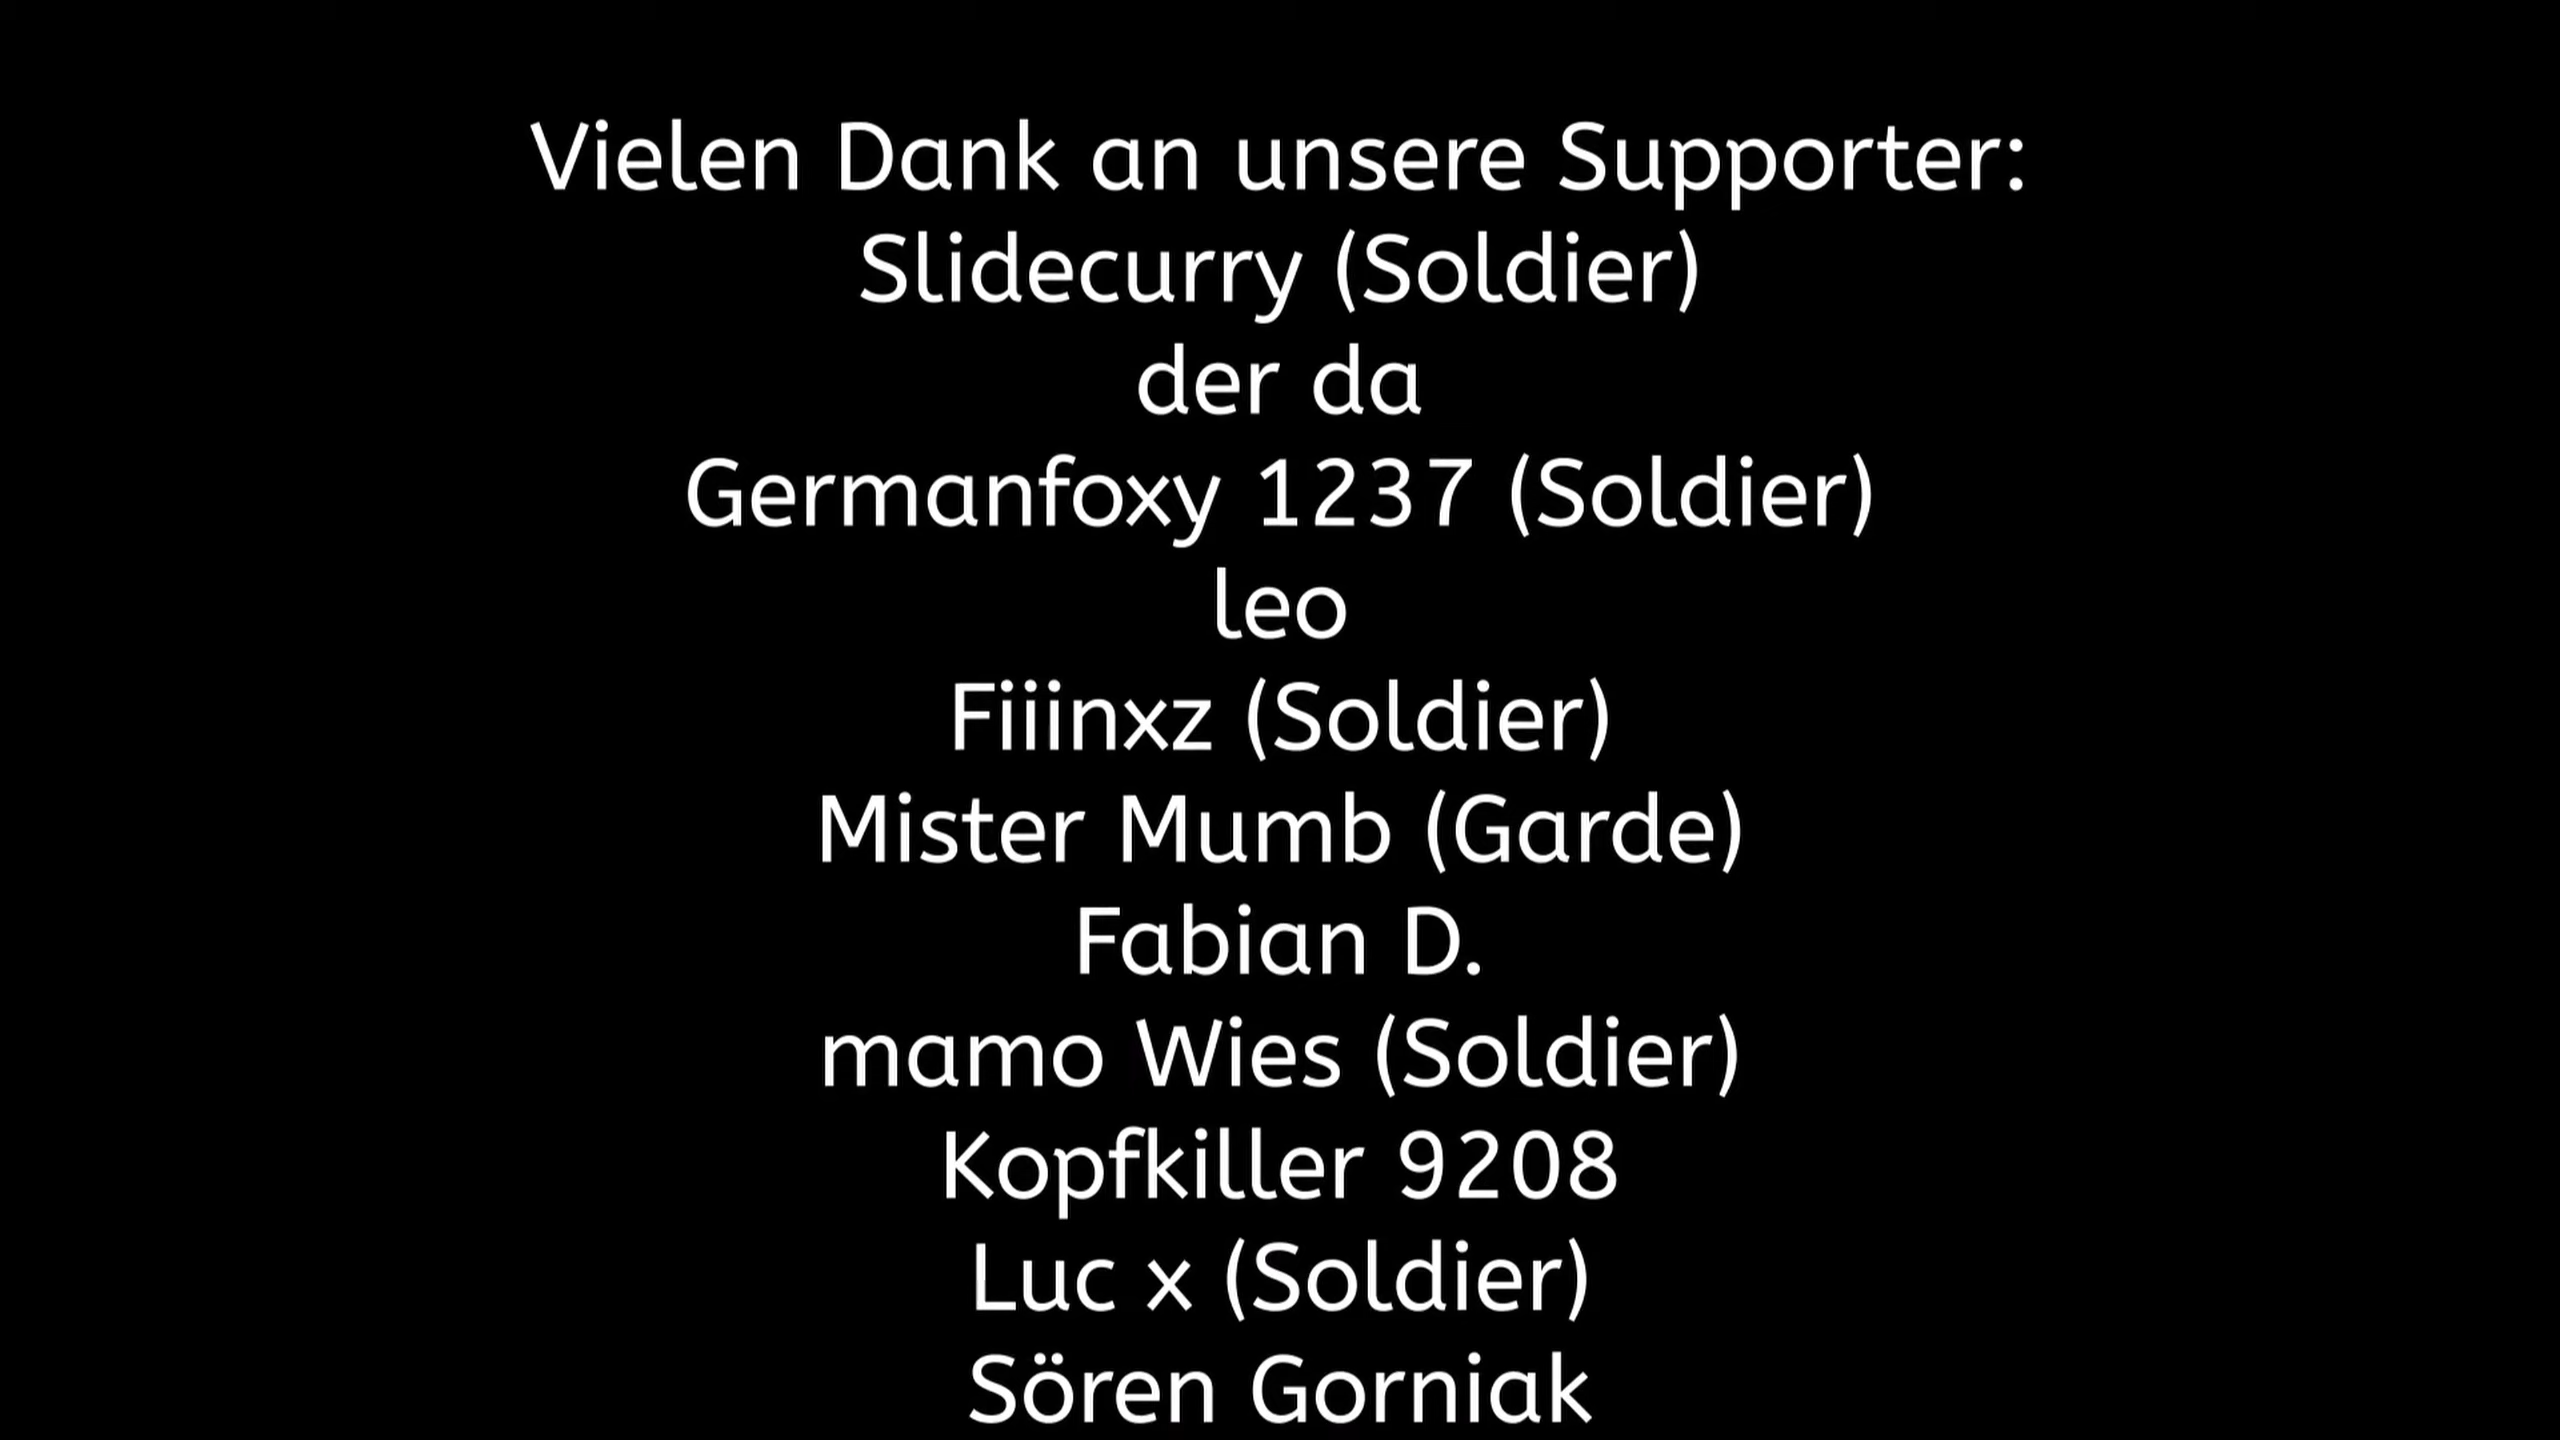 Vielen Dank an unsere Supporter:
Slidecurry (Soldier)
der da
Germanfoxy 1237 (Soldier)
leo
Fiiinxz (Soldier)
Mister Mumb (Garde)
Fabian D.
mamo Wies (Soldier)
Kopfkiller 9208
Luc x (Soldier)
Sören Gorniak